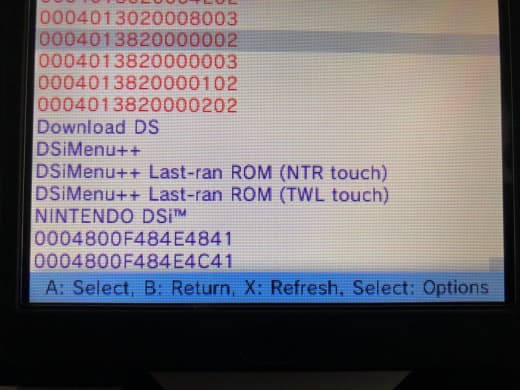 0004013020008003
0004013820000002
0004013820000003
0004013820000102
0004013820000202
Download DS
DSiMenu++
DSiMenu++ Last-ran ROM (NTR touch)
DSiMenu++ Last-ran ROM (TWL touch)
NINTENDO DSi™
0004800F484E4841
0004800F484E4C41
A: Select, B: Return, X: Refresh, Select: Options